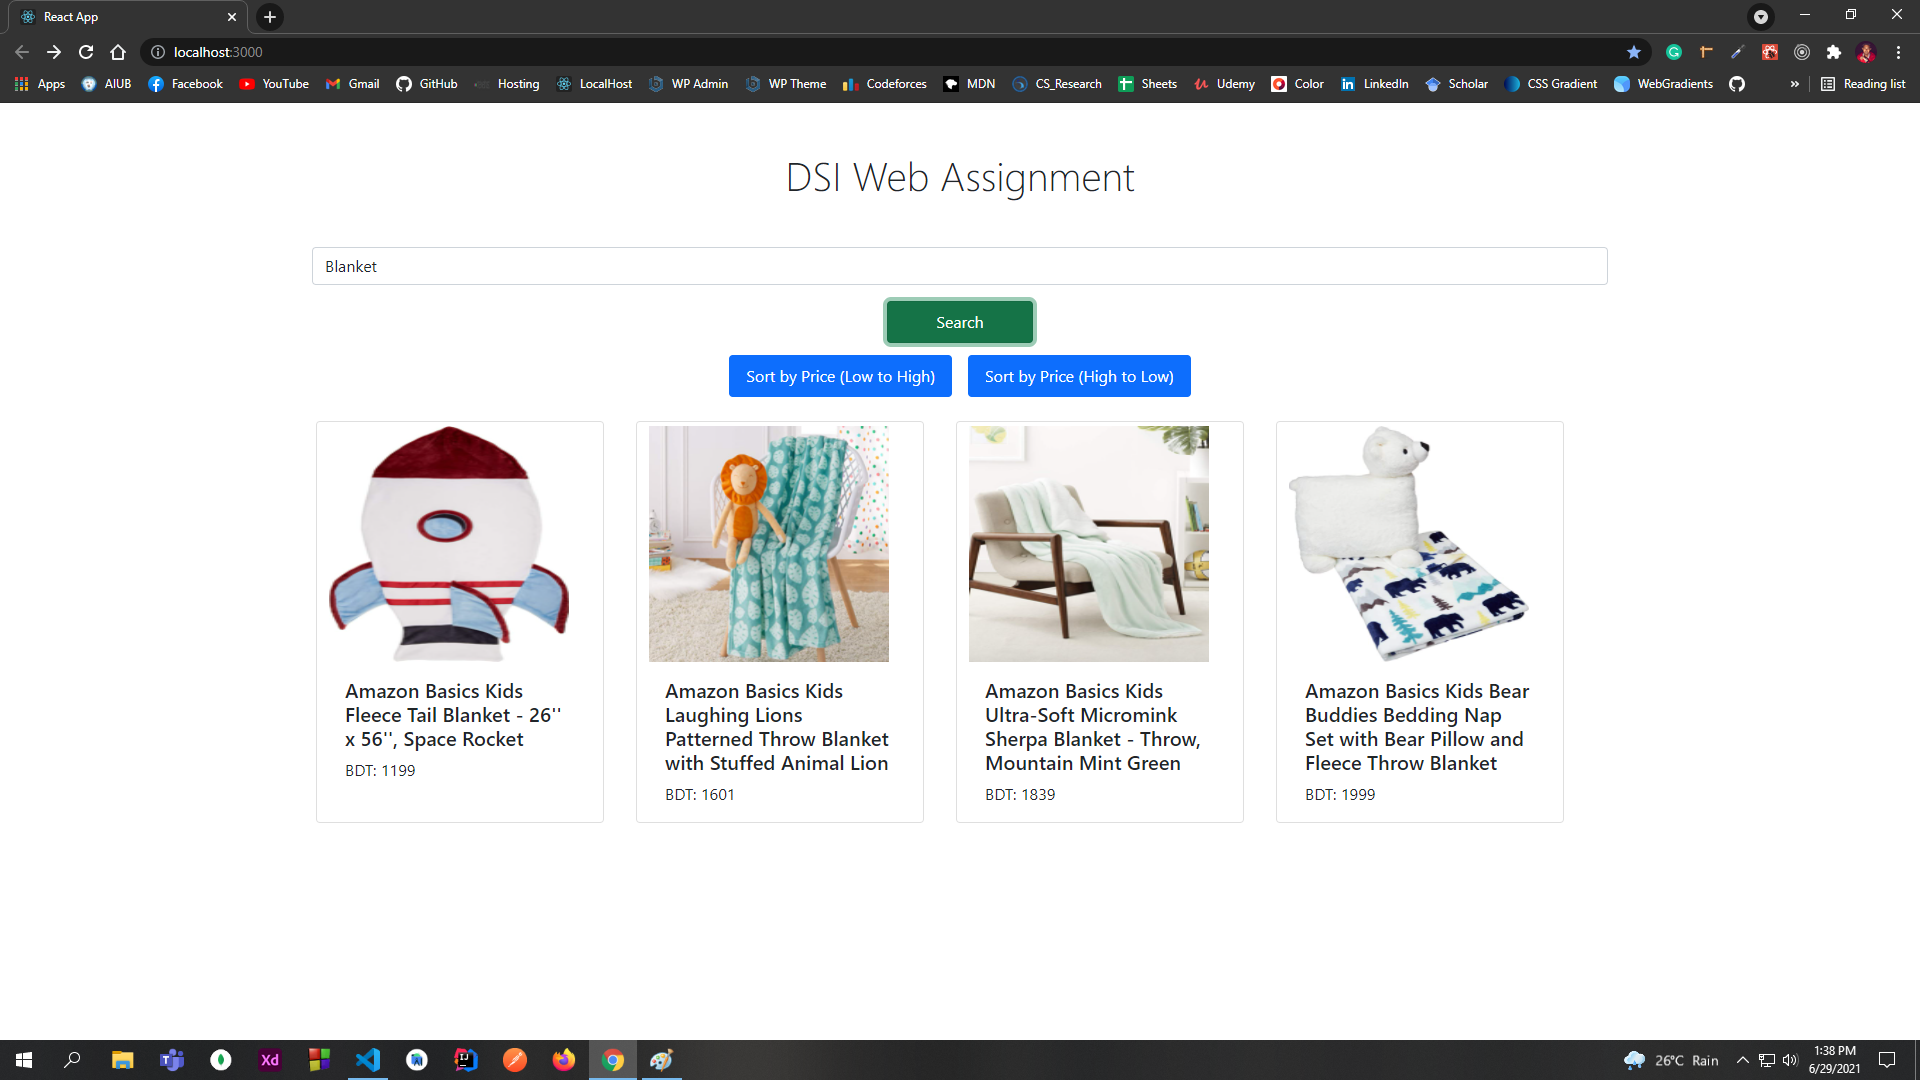 React App
localhost:3000
Apps AIUB Facebook YouTube Gmail GitHub Hosting LocalHost WP Admin WP Theme Codeforces MDN CS_Research Sheets Udemy Color LinkedIn Scholar CSS Gradient WebGradients » Reading list
DSI Web Assignment
Blanket
Search
Sort by Price (Low to High) Sort by Price (High to Low)
Amazon Basics Kids
Fleece Tail Blanket - 26''
x 56'', Space Rocket
BDT: 1199
Amazon Basics Kids
Laughing Lions
Patterned Throw Blanket
with Stuffed Animal Lion
BDT: 1601
Amazon Basics Kids
Ultra-Soft Micromink
Sherpa Blanket - Throw,
Mountain Mint Green
BDT: 1839
Amazon Basics Kids Bear
Buddies Bedding Nap
Set with Bear Pillow and
Fleece Throw Blanket
BDT: 1999
Xd
26°C Rain
1:38 PM
6/29/2021